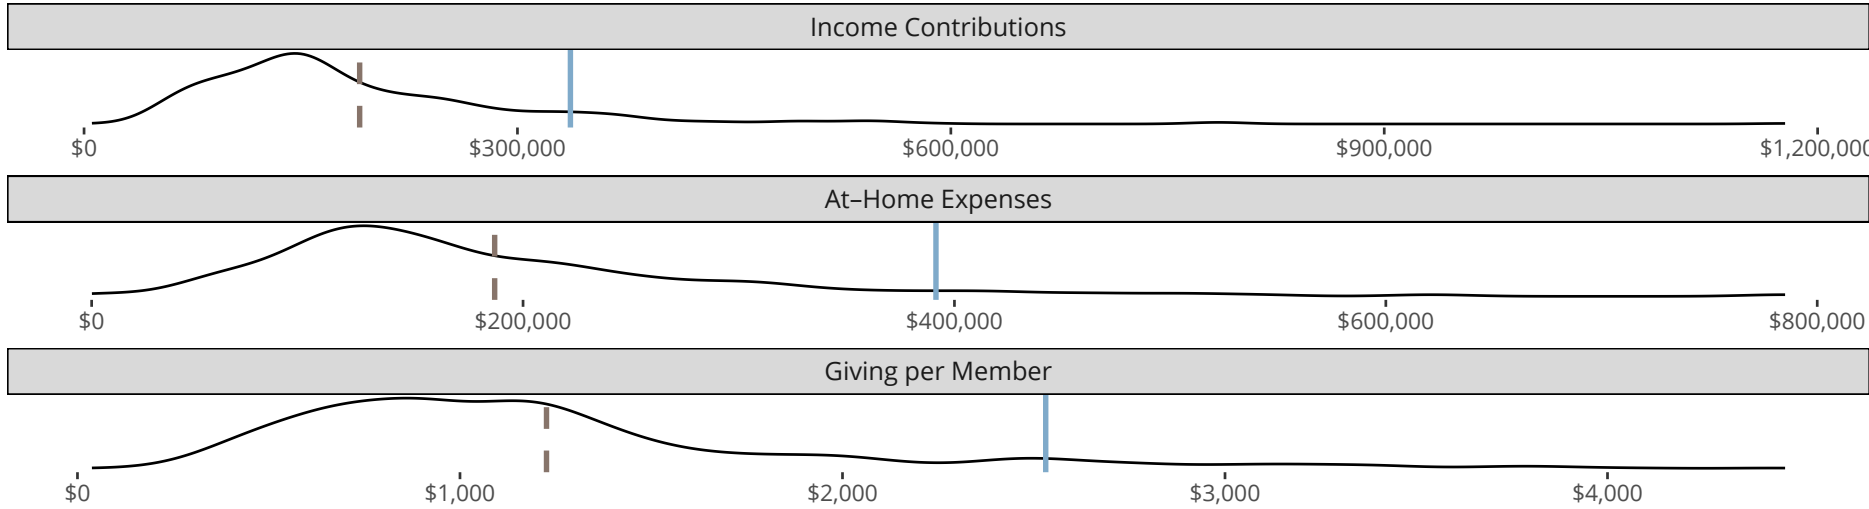 Income Contributions
$0 $300,000 $600,000 $900,000 $1,200,000
At–Home Expenses
$0 $200,000 $400,000 $600,000 $800,000
Giving per Member
$0 $1,000 $2,000 $3,000 $4,000